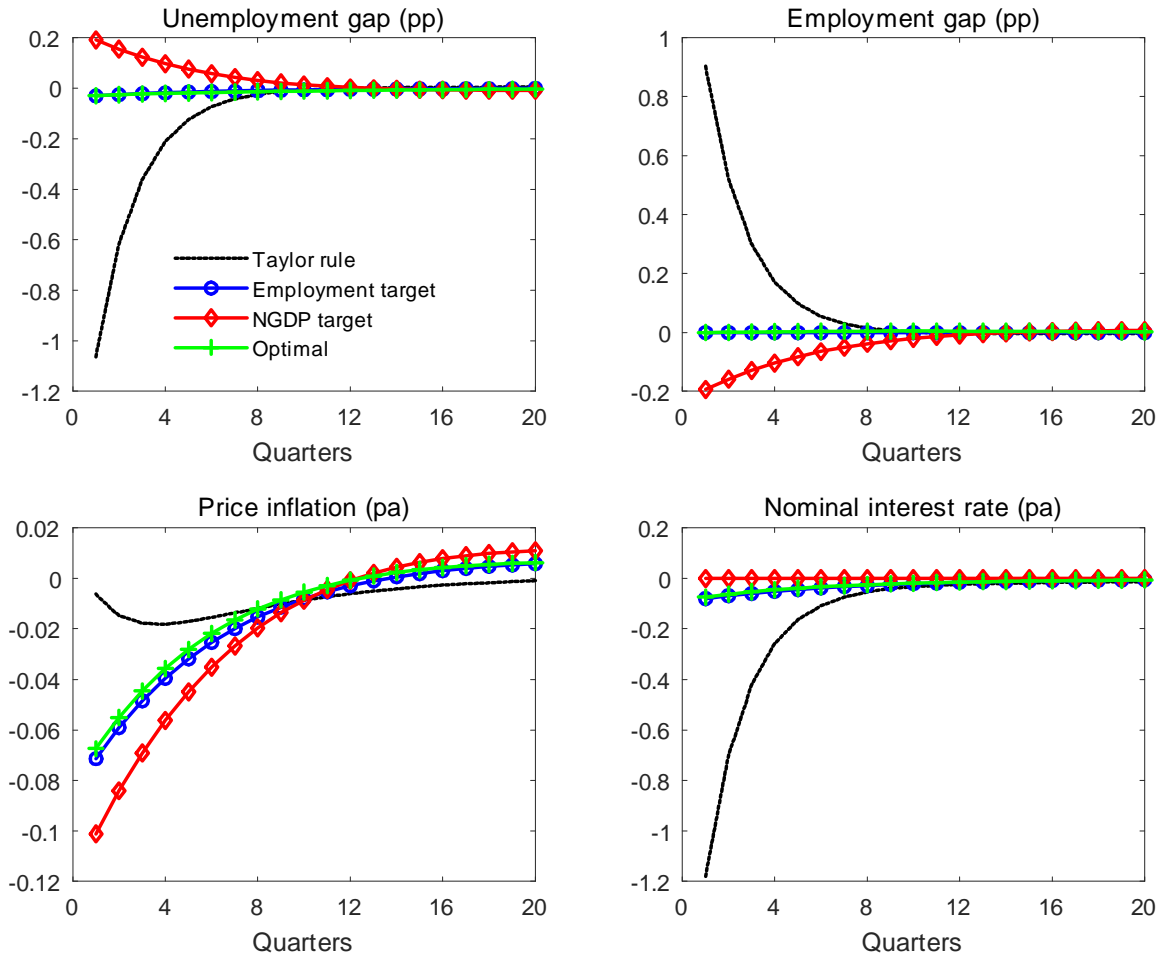 Unemployment gap (pp)
0.2
0
-0.2
-0.4
-0.6
-0.8
-1
-1.2
0 4 8 12 16 20
Quarters
Taylor rule
Employment target
NGDP target
Optimal
Employment gap (pp)
1
0.8
0.6
0.4
0.2
0
-0.2
0 4 8 12 16 20
Quarters
Price inflation (pa)
0.02
0
-0.02
-0.04
-0.06
-0.08
-0.1
-0.12
0 4 8 12 16 20
Quarters
Nominal interest rate (pa)
0.2
0
-0.2
-0.4
-0.6
-0.8
-1
-1.2
0 4 8 12 16 20
Quarters